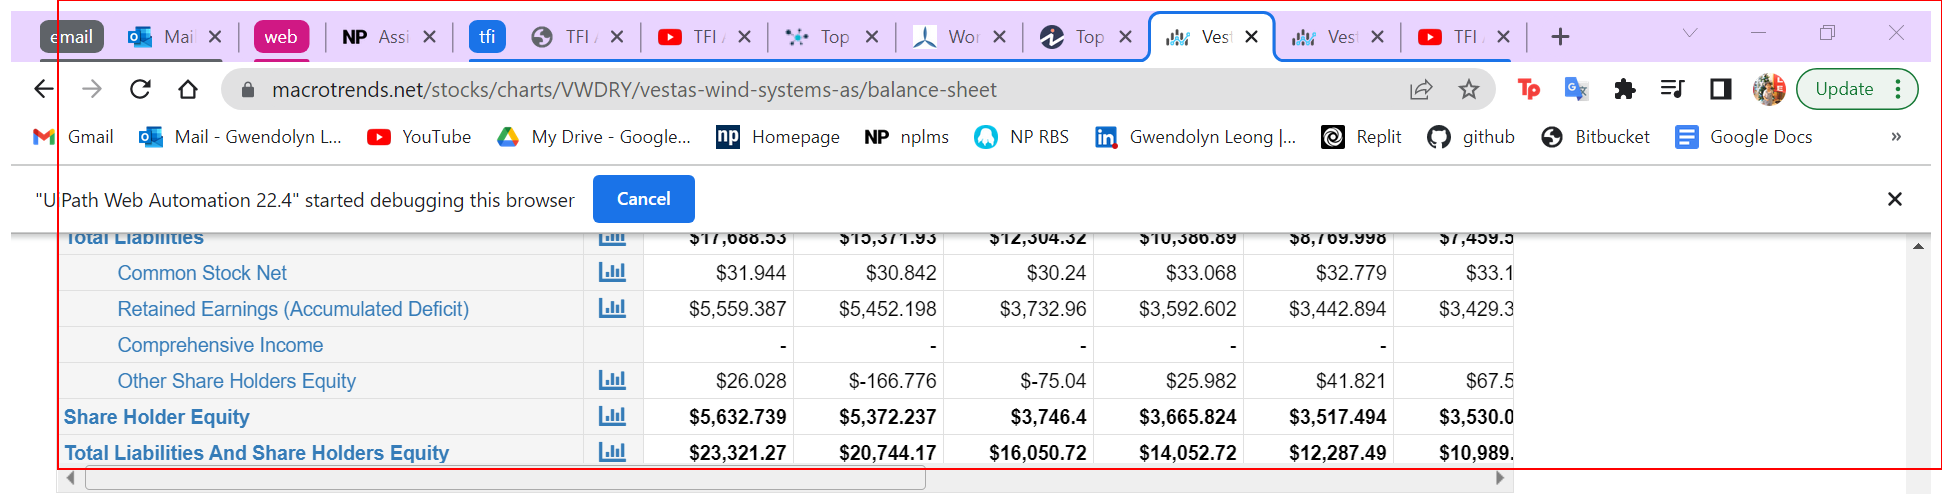 email Mai web NP Assi tfi TFI / TFI / Top Wor Top Vest Vest TFI
macrotrends.net/stocks/charts/VWDRY/vestas-wind-systems-as/balance-sheet Tp Update
Gmail Mail - Gwendolyn L... YouTube My Drive - Google... np Homepage NP nplms NP RBS in Gwendolyn Leong |... Replit github Bitbucket Google Docs »
"UiPath Web Automation 22.4" started debugging this browser Cancel
Total Liabilities $17,688.53 $15,371.93 $12,304.32 $10,386.89 $8,769.998 $7,459.5
Common Stock Net $31.944 $30.842 $30.24 $33.068 $32.779 $33.1
Retained Earnings (Accumulated Deficit) $5,559.387 $5,452.198 $3,732.96 $3,592.602 $3,442.894 $3,429.3
Comprehensive Income - - - - -
Other Share Holders Equity $26.028 $-166.776 $-75.04 $25.982 $41.821 $67.5
Share Holder Equity $5,632.739 $5,372.237 $3,746.4 $3,665.824 $3,517.494 $3,530.0
Total Liabilities And Share Holders Equity $23,321.27 $20,744.17 $16,050.72 $14,052.72 $12,287.49 $10,989.